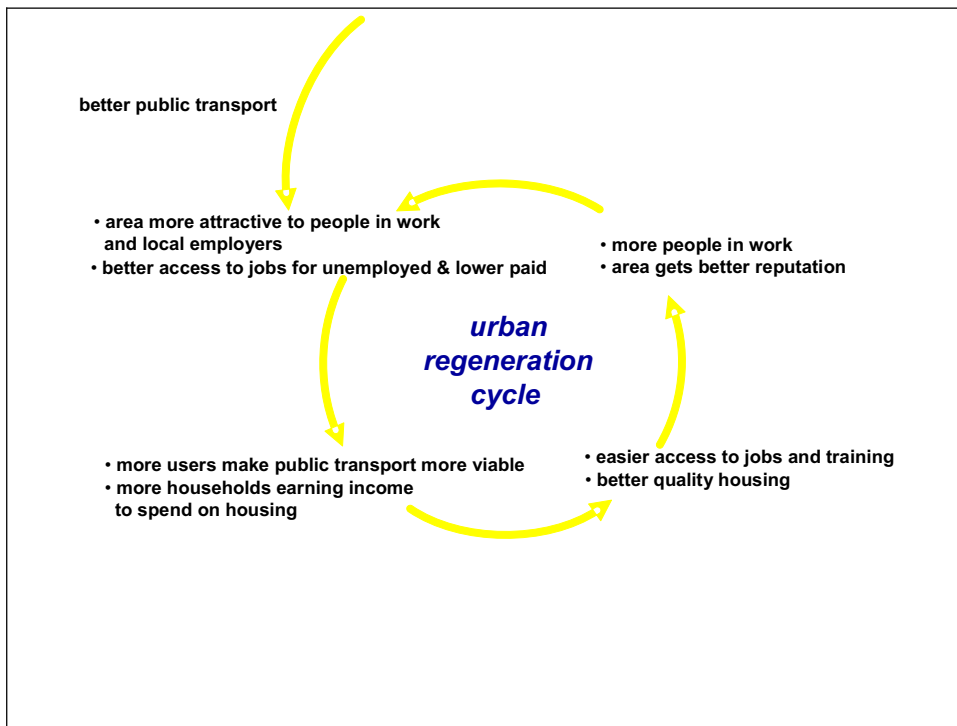 better public transport
• area more attractive to people in work
and local employers
• better access to jobs for unemployed & lower paid
• more people in work
• area gets better reputation
urban
regeneration
cycle
• more users make public transport more viable
• more households earning income
to spend on housing
• easier access to jobs and training
• better quality housing